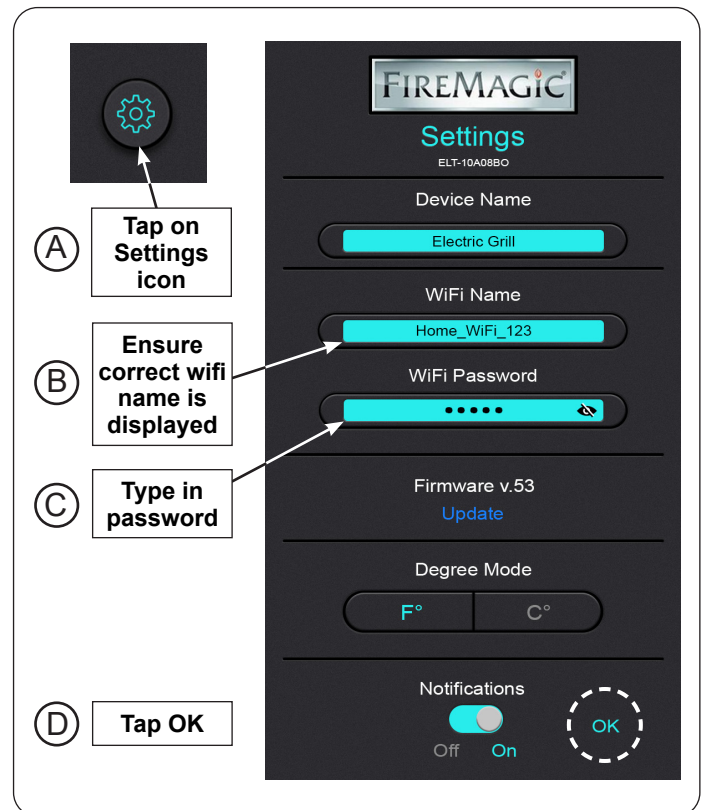 FIREMAGIC
Settings
ELT-10A08BO
Device Name
A
Tap on
Settings
icon
Electric Grill
WiFi Name
Home_WiFi_123
B
Ensure
correct wifi
name is
displayed
WiFi Password
•••••
C
Type in
password
Firmware v.53
Update
Degree Mode
F° C°
D
Tap OK
Notifications
Off On
OK